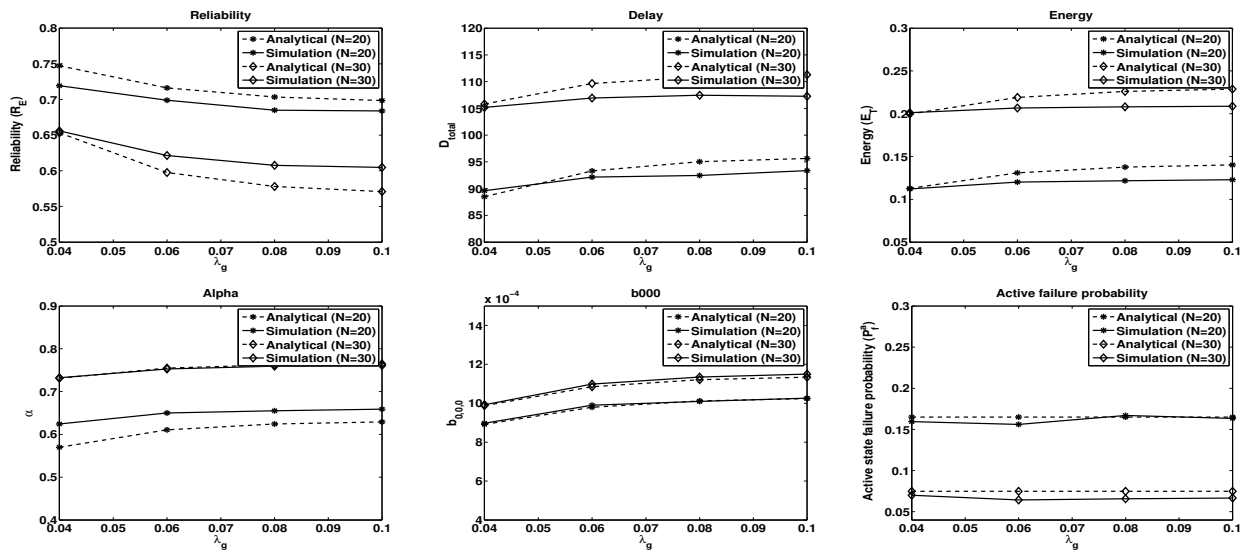 Reliability
Reliability (R_E)
0.8
0.75
0.7
0.65
0.6
0.55
0.5
0.04 0.05 0.06 0.07 0.08 0.09 0.1
λ_g
Analytical (N=20)
Simulation (N=20)
Analytical (N=30)
Simulation (N=30)
Delay
D_total
120
115
110
105
100
95
90
85
80
0.04 0.05 0.06 0.07 0.08 0.09 0.1
λ_g
Analytical (N=20)
Simulation (N=20)
Analytical (N=30)
Simulation (N=30)
Energy
Energy (E_T)
0.3
0.25
0.2
0.15
0.1
0.05
0.04 0.05 0.06 0.07 0.08 0.09 0.1
λ_g
Analytical (N=20)
Simulation (N=20)
Analytical (N=30)
Simulation (N=30)
Alpha
α
0.9
0.8
0.7
0.6
0.5
0.4
0.04 0.05 0.06 0.07 0.08 0.09 0.1
λ_g
Analytical (N=20)
Simulation (N=20)
Analytical (N=30)
Simulation (N=30)
b000
x 10^-4
b_0,0,0
14
12
10
8
6
4
0.04 0.05 0.06 0.07 0.08 0.09 0.1
λ_g
Analytical (N=20)
Simulation (N=20)
Analytical (N=30)
Simulation (N=30)
Active failure probability
Active state failure probability (P^a_f)
0.3
0.25
0.2
0.15
0.1
0.05
0.04 0.05 0.06 0.07 0.08 0.09 0.1
λ_g
Analytical (N=20)
Simulation (N=20)
Analytical (N=30)
Simulation (N=30)